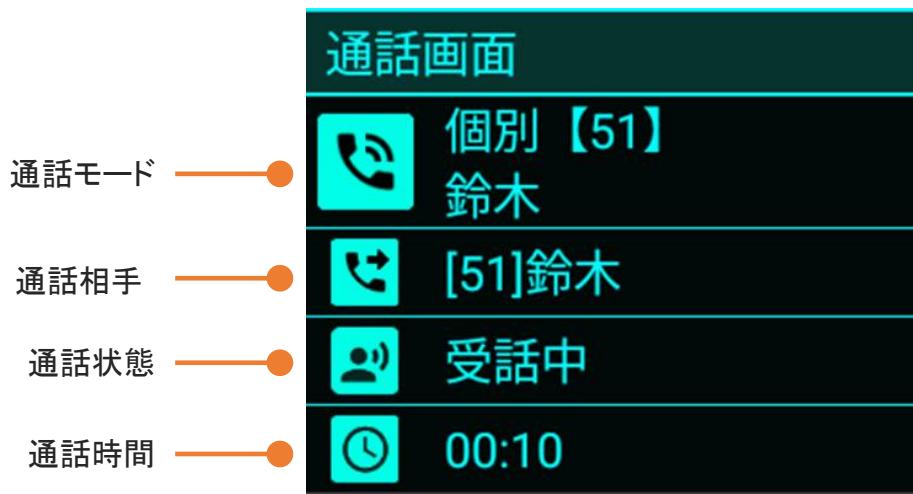 通話画面
通話モード
個別【51】
鈴木
通話相手
[51]鈴木
通話状態
受話中
通話時間
00:10